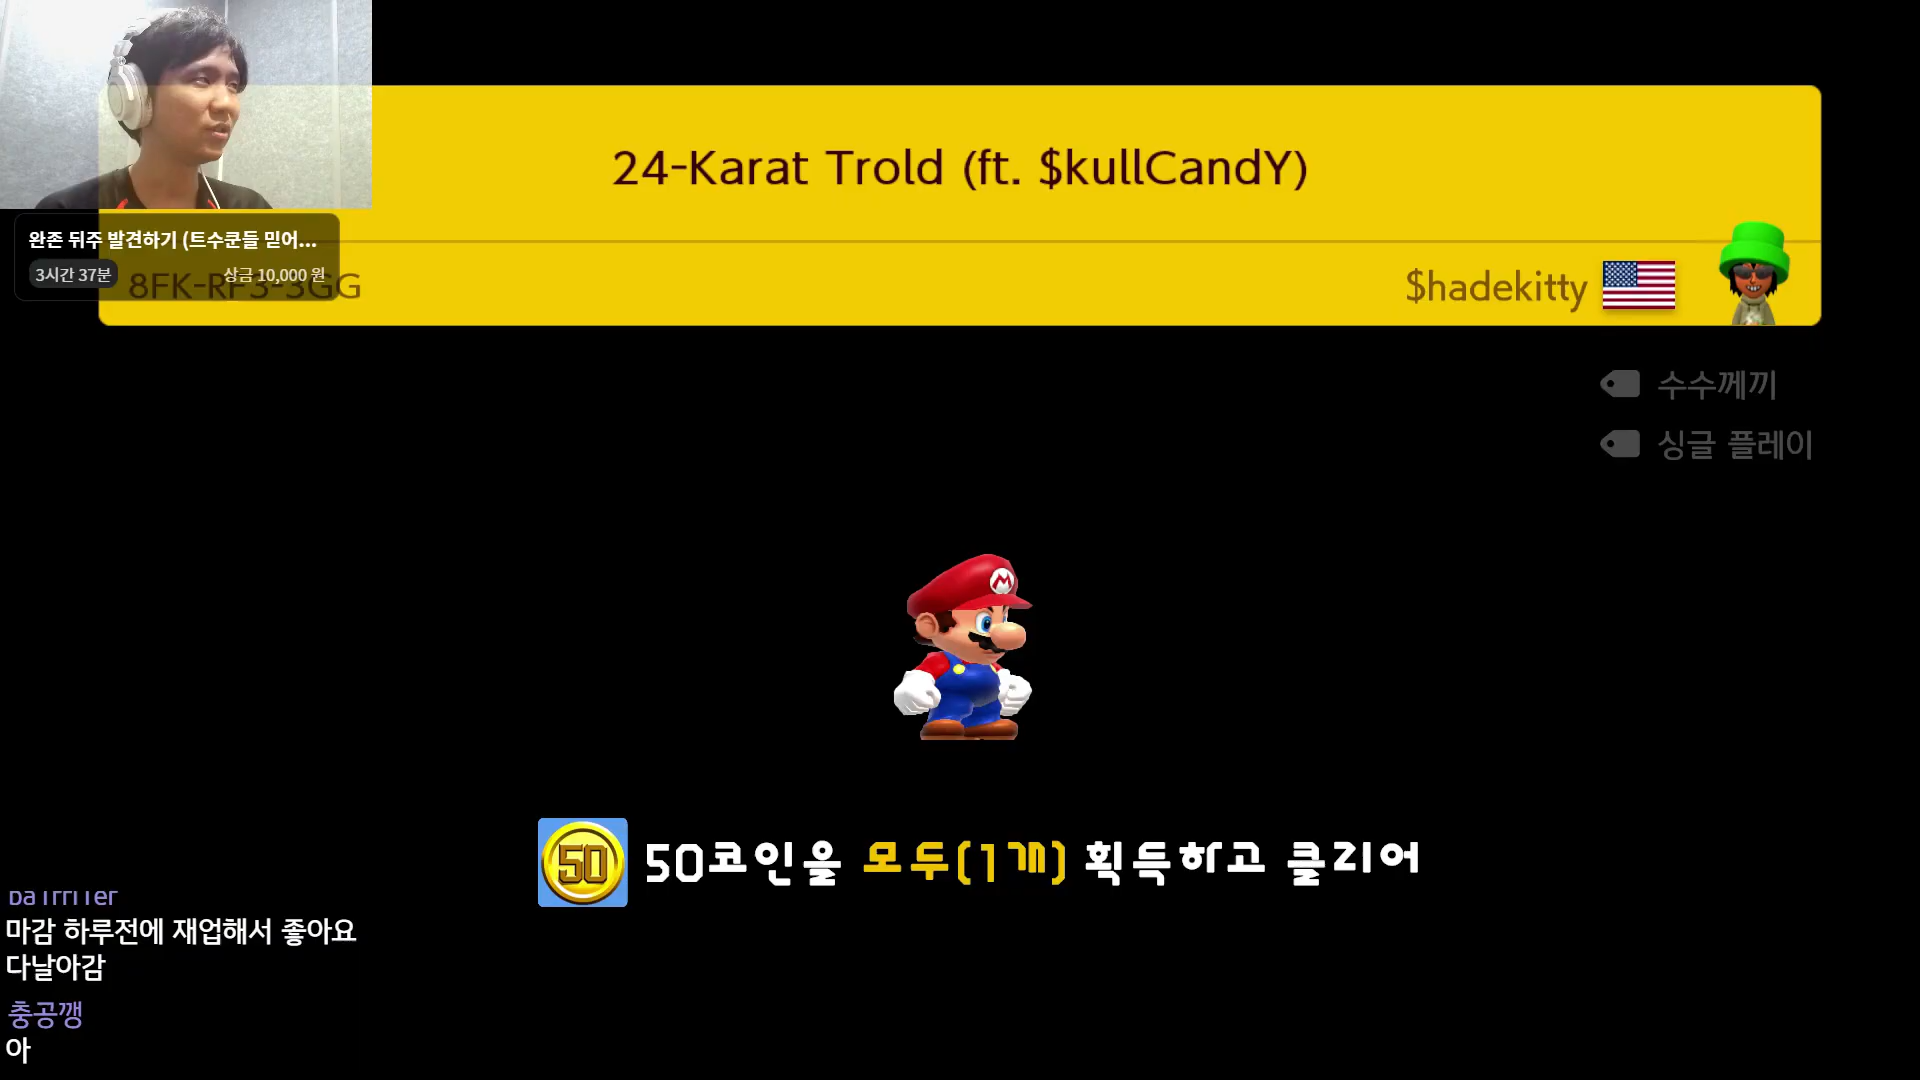 24-Karat Trold (ft. $kullCandY)
완존 뒤주 발견하기 (트수쿤들 믿어...
3시간 37분
상금 10,000 원
8FK-RF3-3GG
$hadekitty
수수께끼
싱글 플레이
M
50
50코인을 모두(1개) 획득하고 클리어
마감 하루전에 재업해서 좋아요
다날아감
충공깽
아